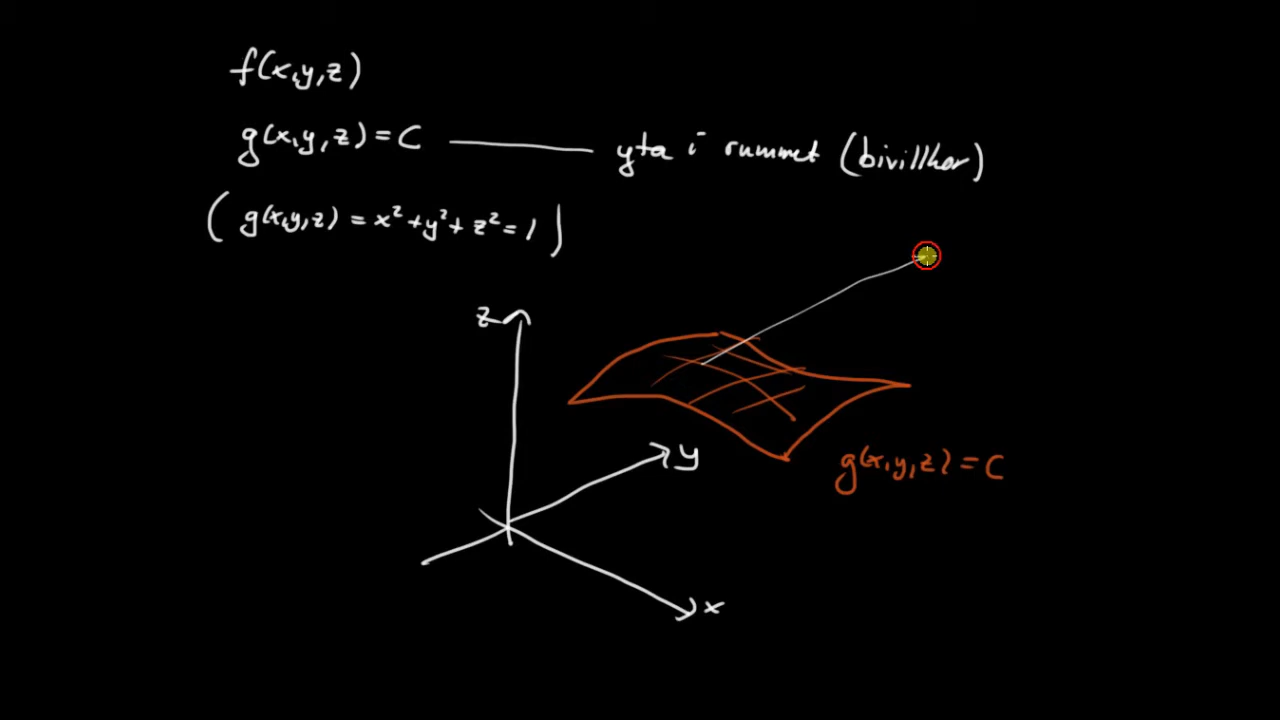 f(x,y,z)
g(x,y,z) = C ——— yta i rummet (bivillkor)
( g(x,y,z) = x² + y² + z² = 1 )
z
y
g(x,y,z) = C
x